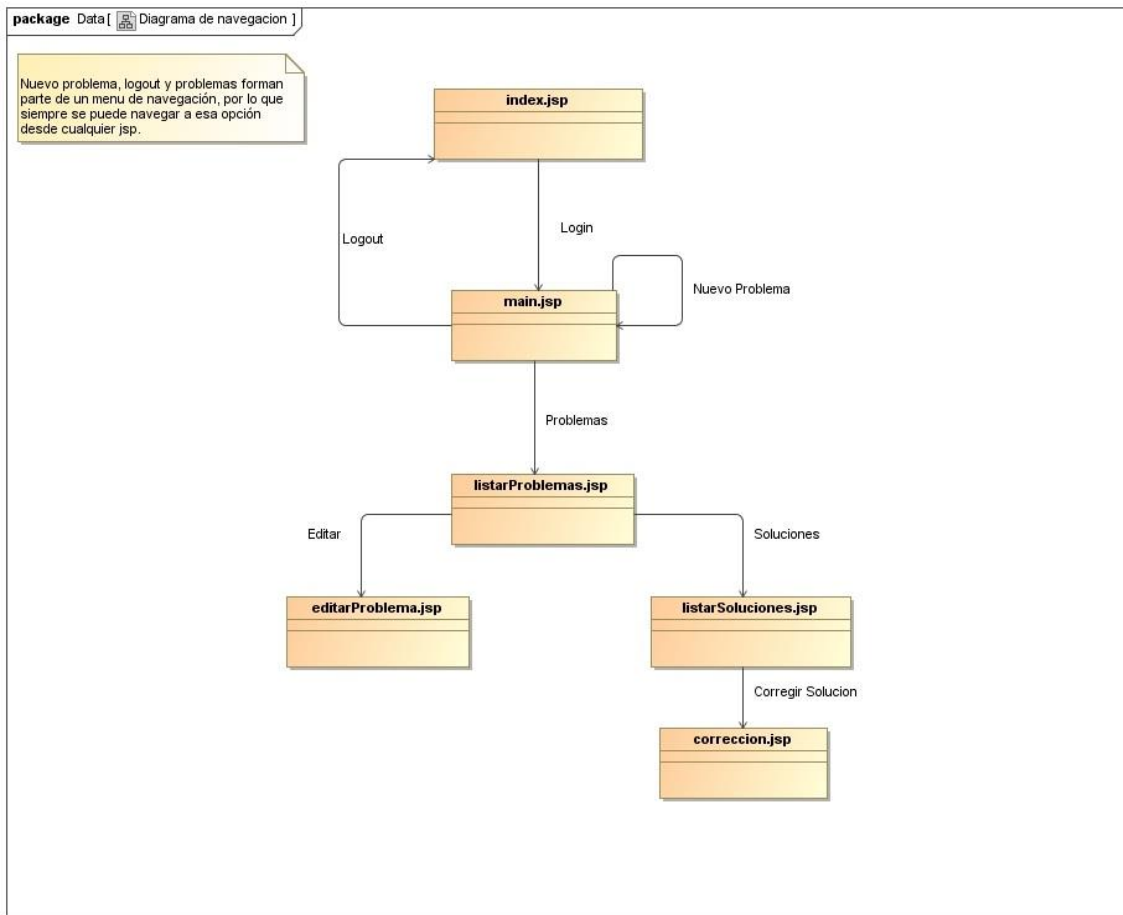 package Data[ Diagrama de navegacion ]
Nuevo problema, logout y problemas forman
parte de un menu de navegación, por lo que
siempre se puede navegar a esa opción
desde cualquier jsp.
index.jsp
Logout
Login
main.jsp
Nuevo Problema
Problemas
listarProblemas.jsp
Editar
Soluciones
editarProblema.jsp
listarSoluciones.jsp
Corregir Solucion
correccion.jsp